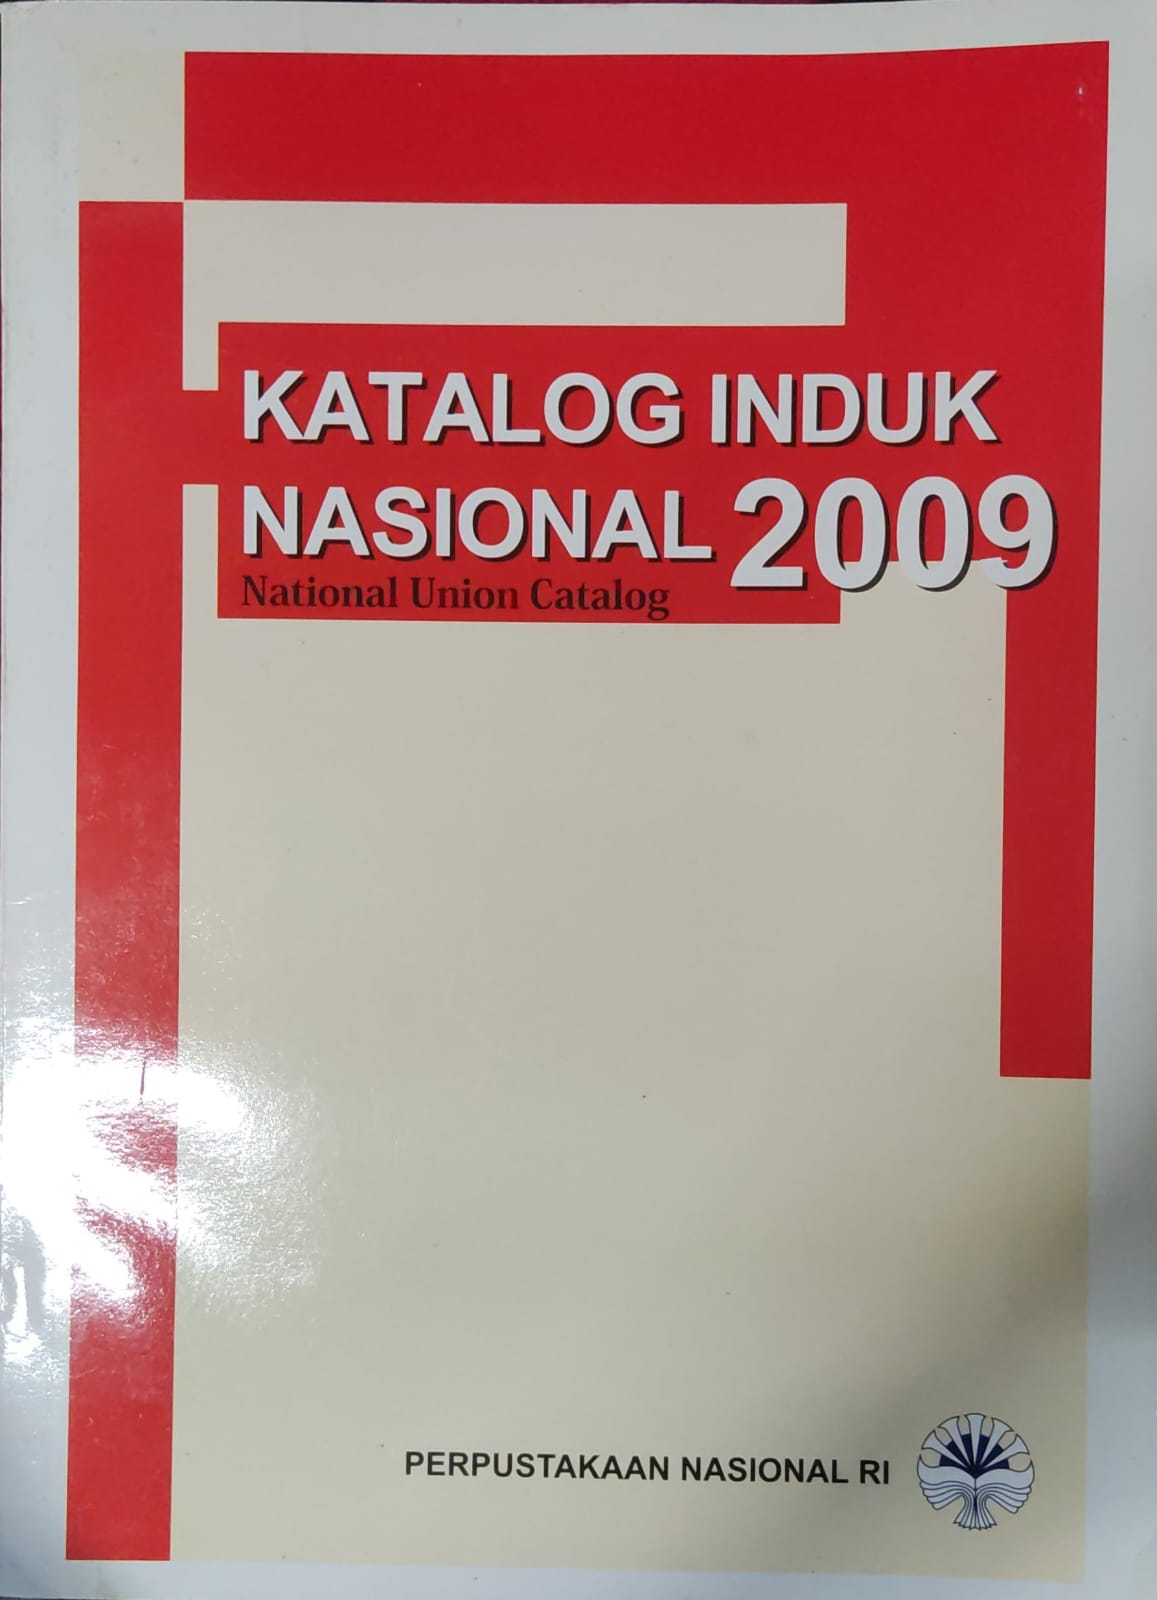 KATALOG INDUK
NASIONAL 2009
National Union Catalog
PERPUSTAKAAN NASIONAL RI